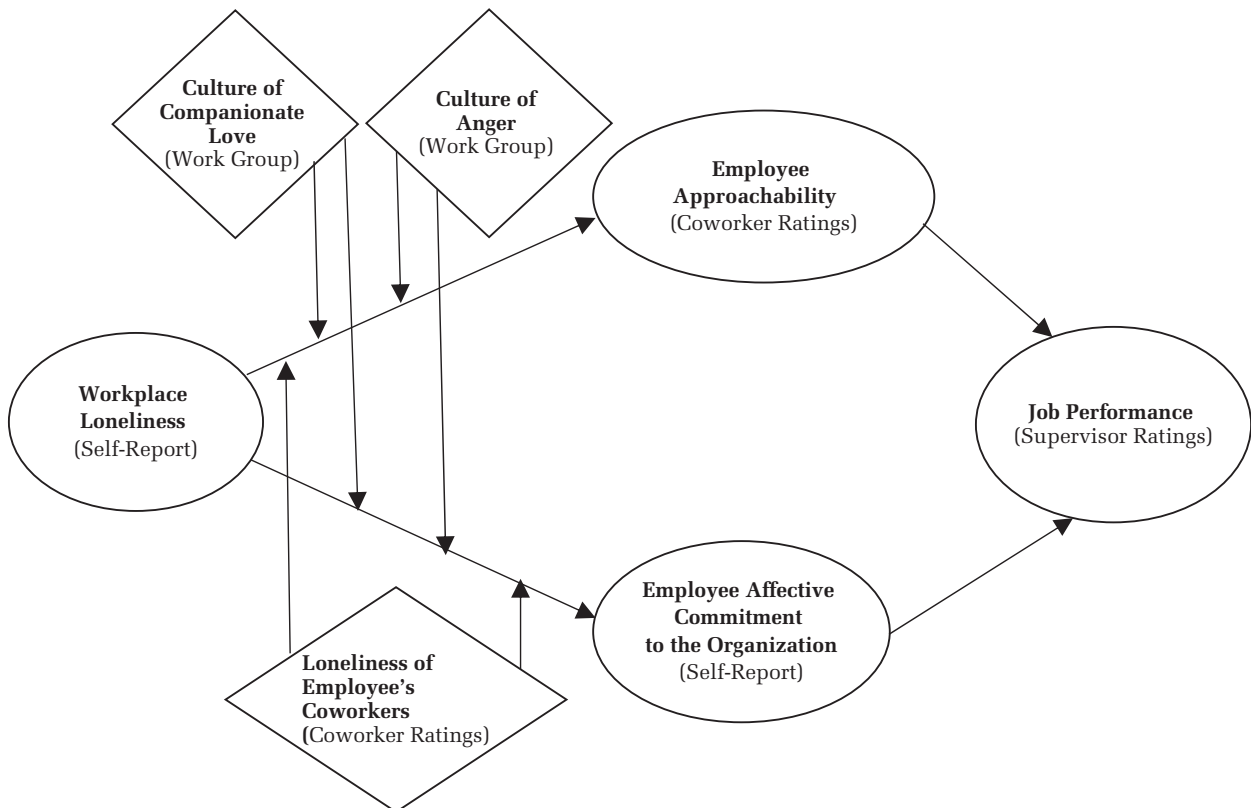 Culture of
Companionate
Love
(Work Group)
Culture of
Anger
(Work Group)
Employee
Approachability
(Coworker Ratings)
Workplace
Loneliness
(Self-Report)
Job Performance
(Supervisor Ratings)
Employee Affective
Commitment
to the Organization
(Self-Report)
Loneliness of
Employee's
Coworkers
(Coworker Ratings)